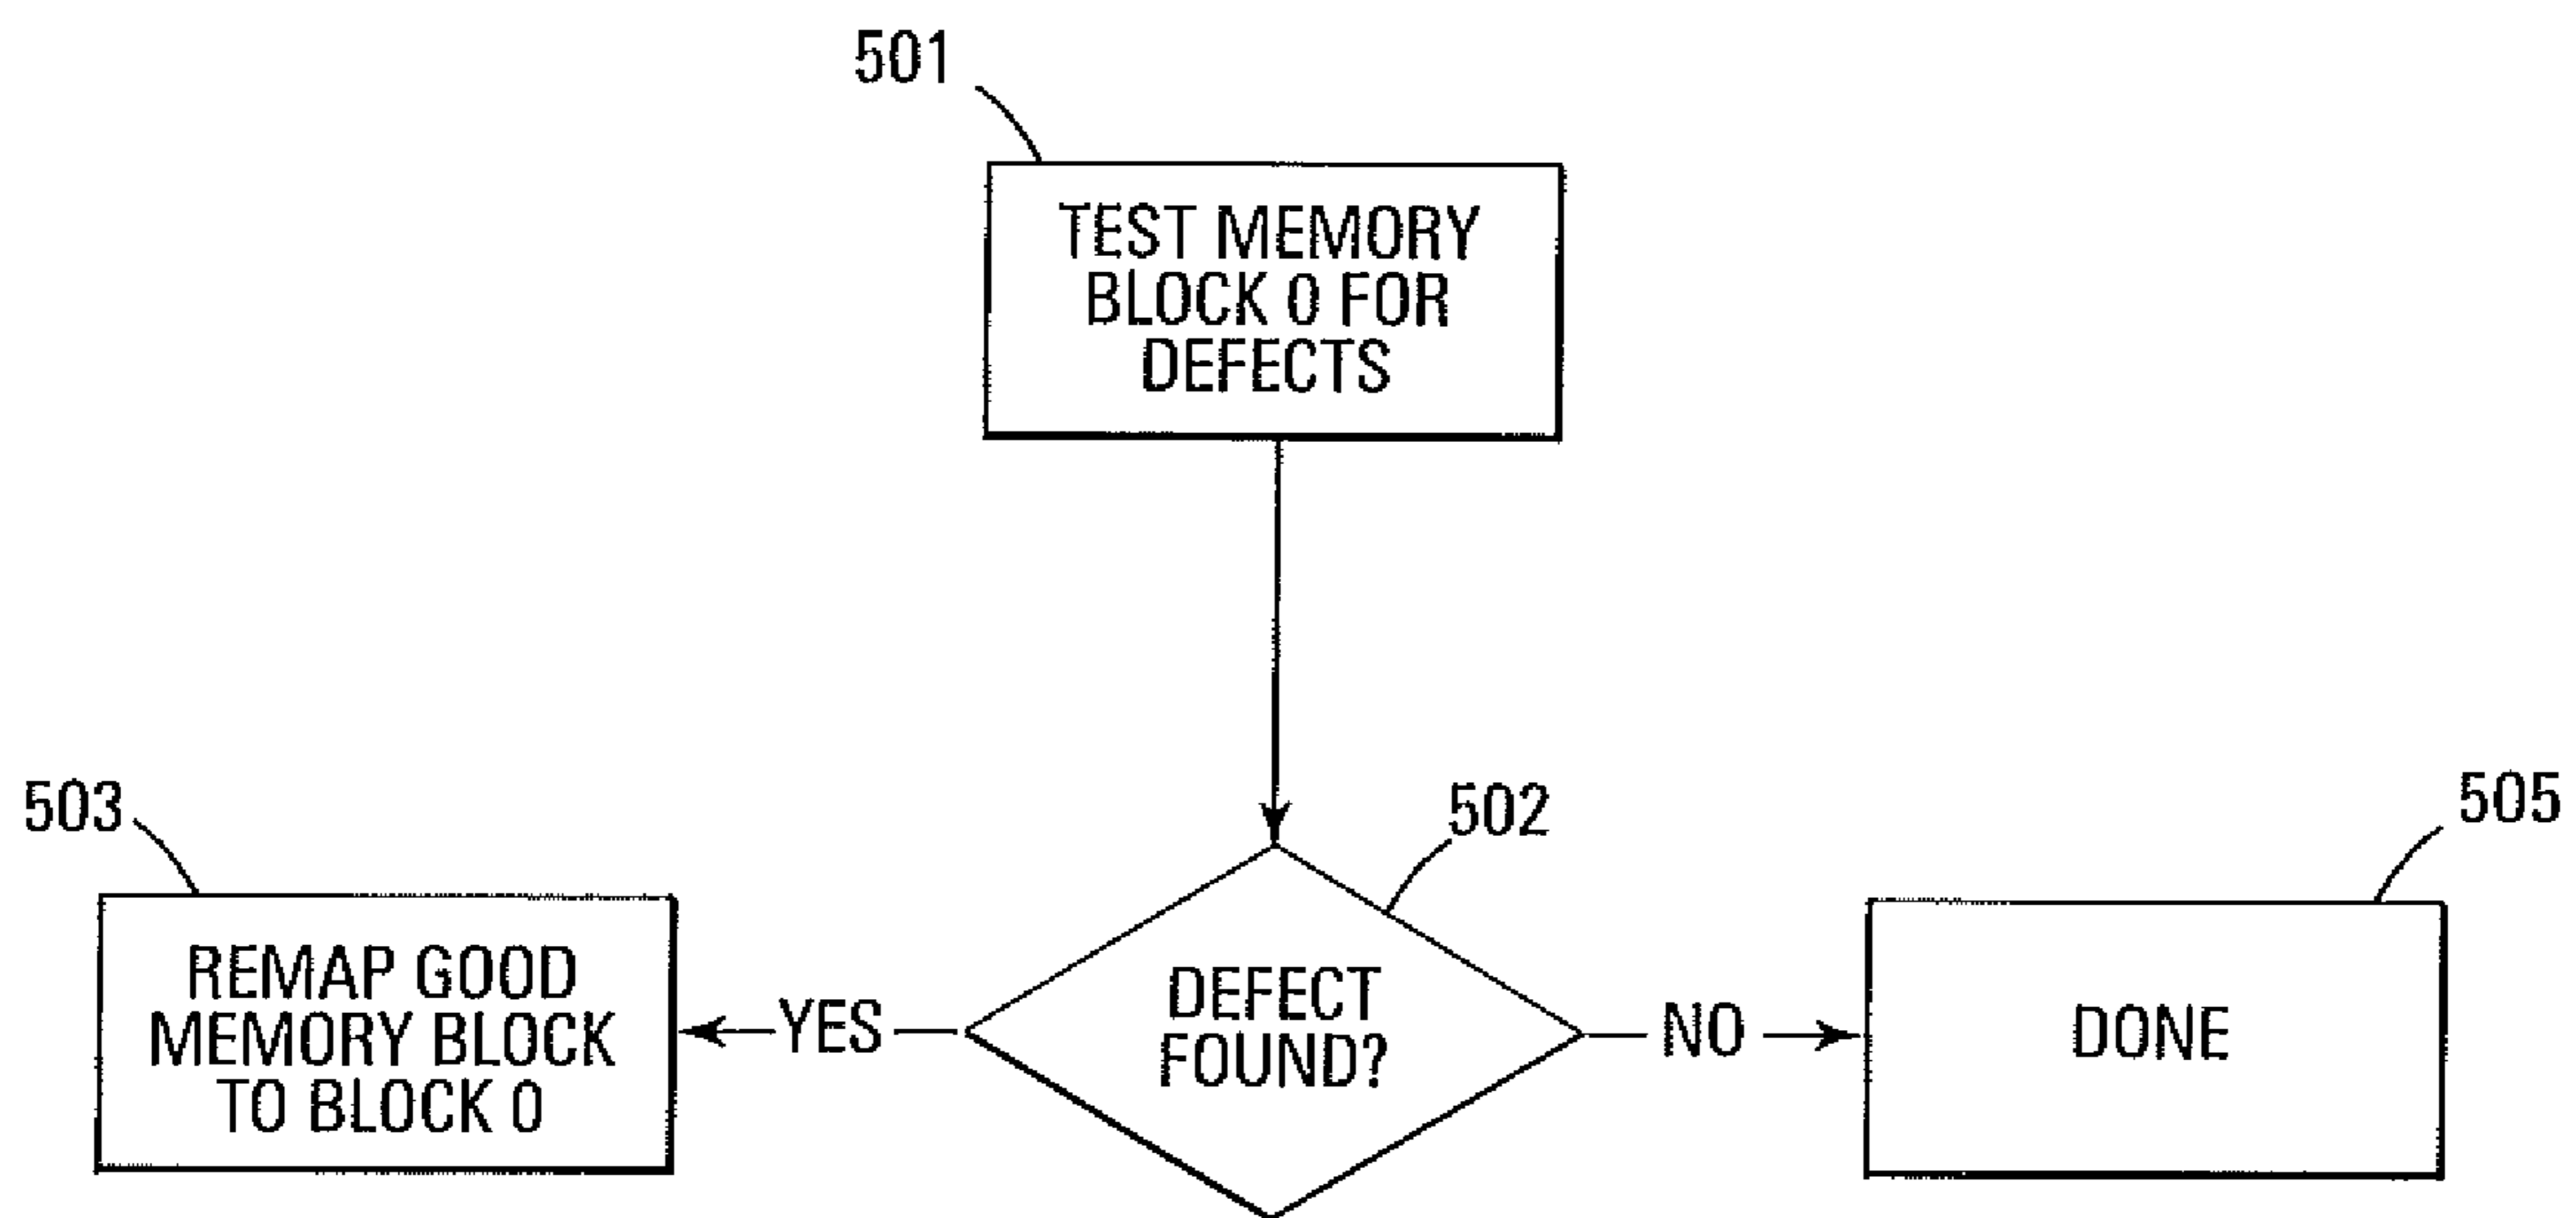 501
TEST MEMORY
BLOCK 0 FOR
DEFECTS
503
502
505
REMAP GOOD
MEMORY BLOCK
TO BLOCK 0
YES
DEFECT
FOUND?
NO
DONE